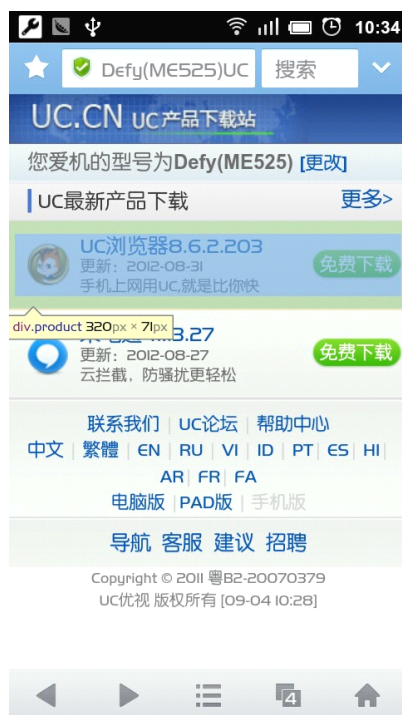 10:34
Defy(ME525)UC 搜索
UC.CN UC产品下载站
您爱机的型号为Defy(ME525) [更改]
UC最新产品下载 更多>
UC浏览器8.6.2.203
更新：2012-08-31
免费下载
手机上网用UC,就是比你快
div.product 320px × 71px
3.27
更新：2012-08-27
免费下载
云拦截，防骚扰更轻松
联系我们 | UC论坛 | 帮助中心
中文 | 繁體 | EN | RU | VI | ID | PT | ES | HI |
AR | FR | FA
电脑版 | PAD版 | 手机版
导航 客服 建议 招聘
Copyright © 2011 粤B2-20070379
UC优视 版权所有 [09-04 10:28]
4